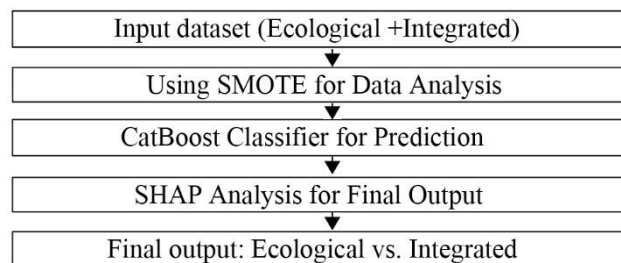 Input dataset (Ecological +Integrated)
Using SMOTE for Data Analysis
CatBoost Classifier for Prediction
SHAP Analysis for Final Output
Final output: Ecological vs. Integrated